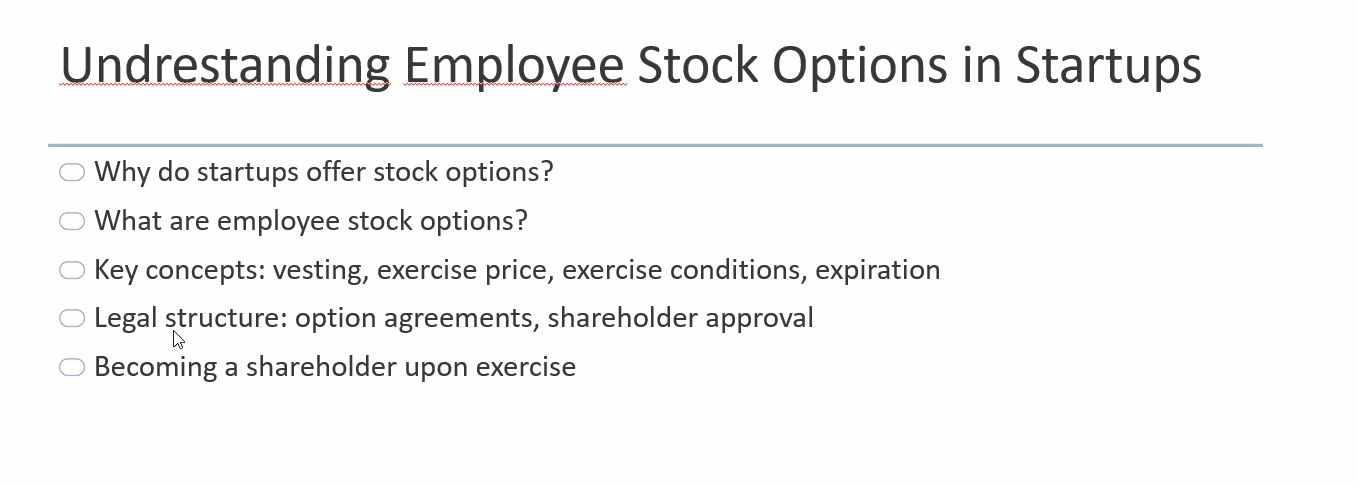 Undrestanding Employee Stock Options in Startups
Why do startups offer stock options?
What are employee stock options?
Key concepts: vesting, exercise price, exercise conditions, expiration
Legal structure: option agreements, shareholder approval
Becoming a shareholder upon exercise